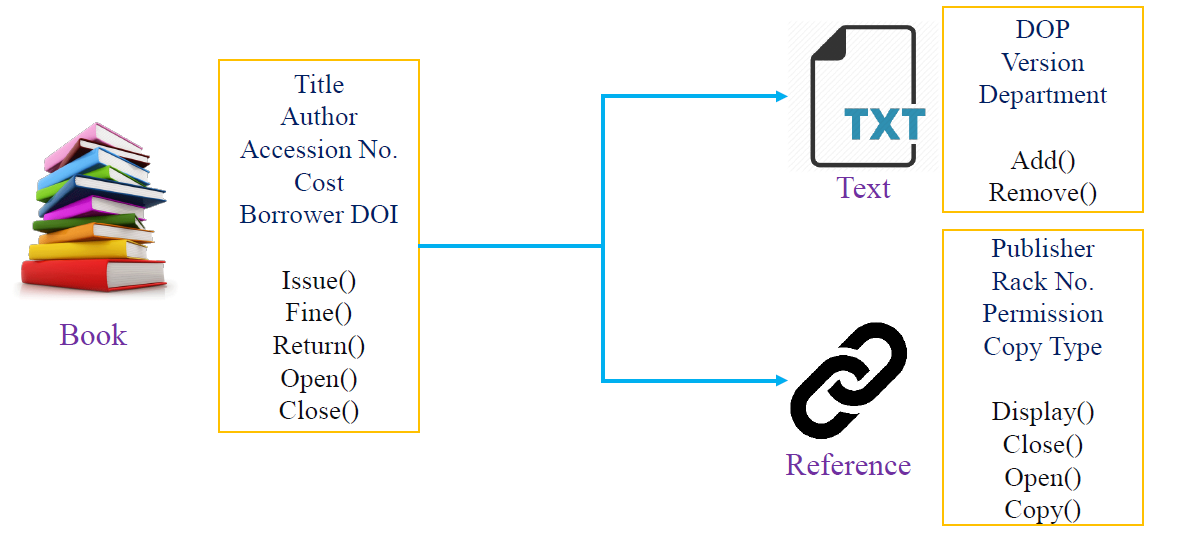 Title
Author
Accession No.
Cost
Borrower DOI
Issue()
Fine()
Return()
Open()
Close()
Book
TXT
Text
DOP
Version
Department
Add()
Remove()
Reference
Publisher
Rack No.
Permission
Copy Type
Display()
Close()
Open()
Copy()